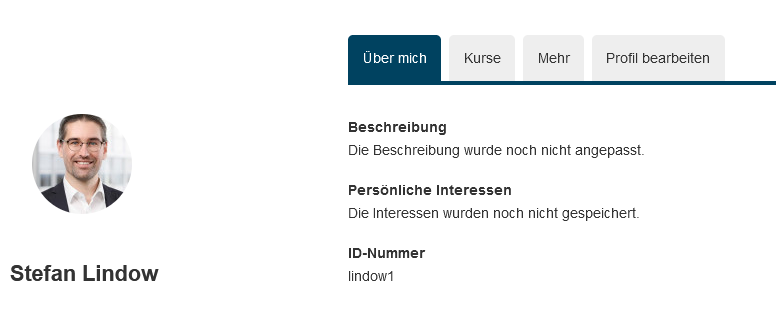 Über mich
Kurse
Mehr
Profil bearbeiten
Beschreibung
Die Beschreibung wurde noch nicht angepasst.
Persönliche Interessen
Die Interessen wurden noch nicht gespeichert.
ID-Nummer
lindow1
Stefan Lindow